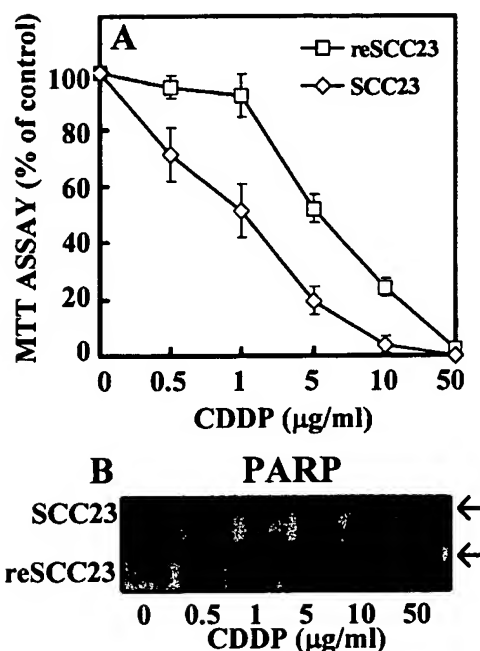 A
reSCC23
SCC23
100
80
60
40
20
0
MTT ASSAY (% of control)
0 0.5 1 5 10 50
CDDP (µg/ml)
B PARP
SCC23
reSCC23
0 0.5 1 5 10 50
CDDP (µg/ml)